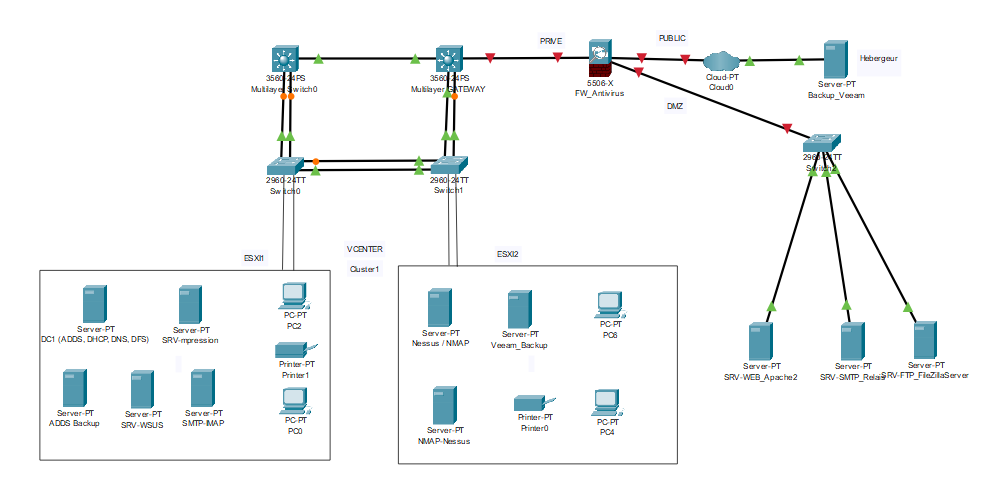 PRIVE
PUBLIC
3560-24PS
Multilayer Switch0
3560-24PS
Multilayer GATEWAY
5506-X
FW_Antivirus
Cloud-PT
Cloud0
Server-PT
Backup_Veeam
Hebergeur
DMZ
2960-24TT
Switch0
2960-24TT
Switch1
2960-24TT
Switch2
ESXI1
VCENTER
Cluster1
ESXI2
Server-PT
DC1 (ADDS, DHCP, DNS, DFS)
Server-PT
SRV-mpression
PC-PT
PC2
Printer-PT
Printer1
Server-PT
ADDS Backup
Server-PT
SRV-WSUS
Server-PT
SMTP-IMAP
PC-PT
PC0
Server-PT
Nessus / NMAP
Server-PT
Veeam_Backup
PC-PT
PC6
Server-PT
NMAP-Nessus
Printer-PT
Printer0
PC-PT
PC4
Server-PT
SRV-WEB_Apache2
Server-PT
SRV-SMTP_Relais
Server-PT
SRV-FTP_FileZillaServer